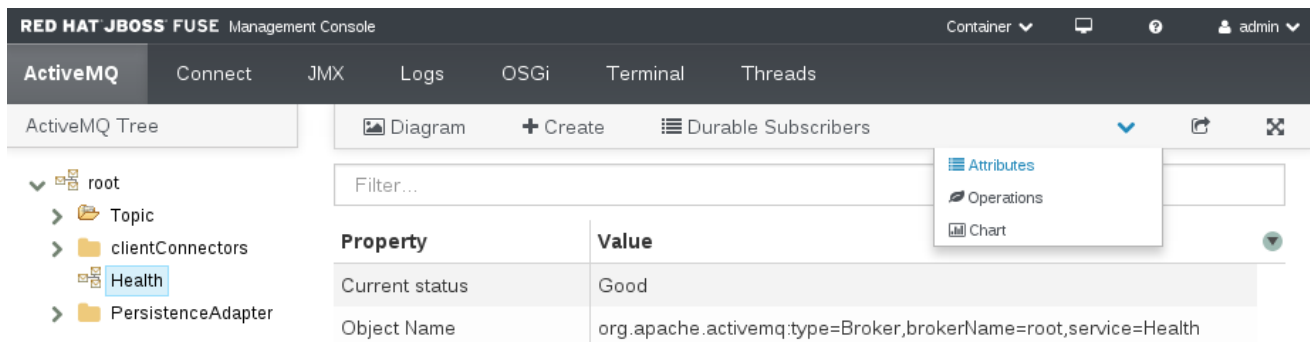 RED HAT JBOSS FUSE Management Console Container admin
ActiveMQ Connect JMX Logs OSGi Terminal Threads
ActiveMQ Tree Diagram Create Durable Subscribers
root
Topic
clientConnectors
Health
PersistenceAdapter
Attributes
Operations
Chart
Filter...
Property Value
Current status Good
Object Name org.apache.activemq:type=Broker,brokerName=root,service=Health